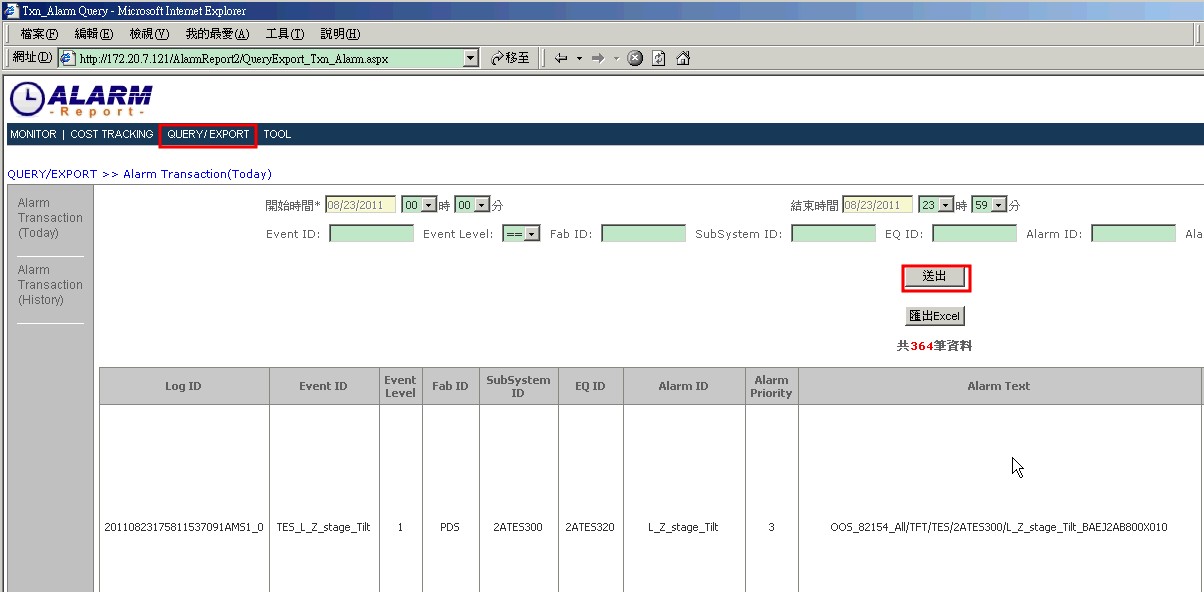 Txn_Alarm Query - Microsoft Internet Explorer
檔案(F) 編輯(E) 檢視(V) 我的最愛(A) 工具(T) 說明(H)
網址(D) http://172.20.7.121/AlarmReport2/QueryExport_Txn_Alarm.aspx 移至
ALARM
-Report-
MONITOR | COST TRACKING QUERY/EXPORT TOOL
QUERY/EXPORT >> Alarm Transaction(Today)
Alarm
Transaction
(Today)
Alarm
Transaction
(History)
開始時間* 08/23/2011 00 時 00 分 結束時間 08/23/2011 23 時 59 分
Event ID: Event Level: == Fab ID: SubSystem ID: EQ ID: Alarm ID: Ala
送出
匯出Excel
共364筆資料
Log ID Event ID Event Level Fab ID SubSystem ID EQ ID Alarm ID Alarm Priority Alarm Text
20110823175811537091AMS1_0 TES_L_Z_stage_Tilt 1 PDS 2ATES300 2ATES320 L_Z_stage_Tilt 3 OOS_82154_All/TFT/TES/2ATES300/L_Z_stage_Tilt_BAEJ2AB800X010